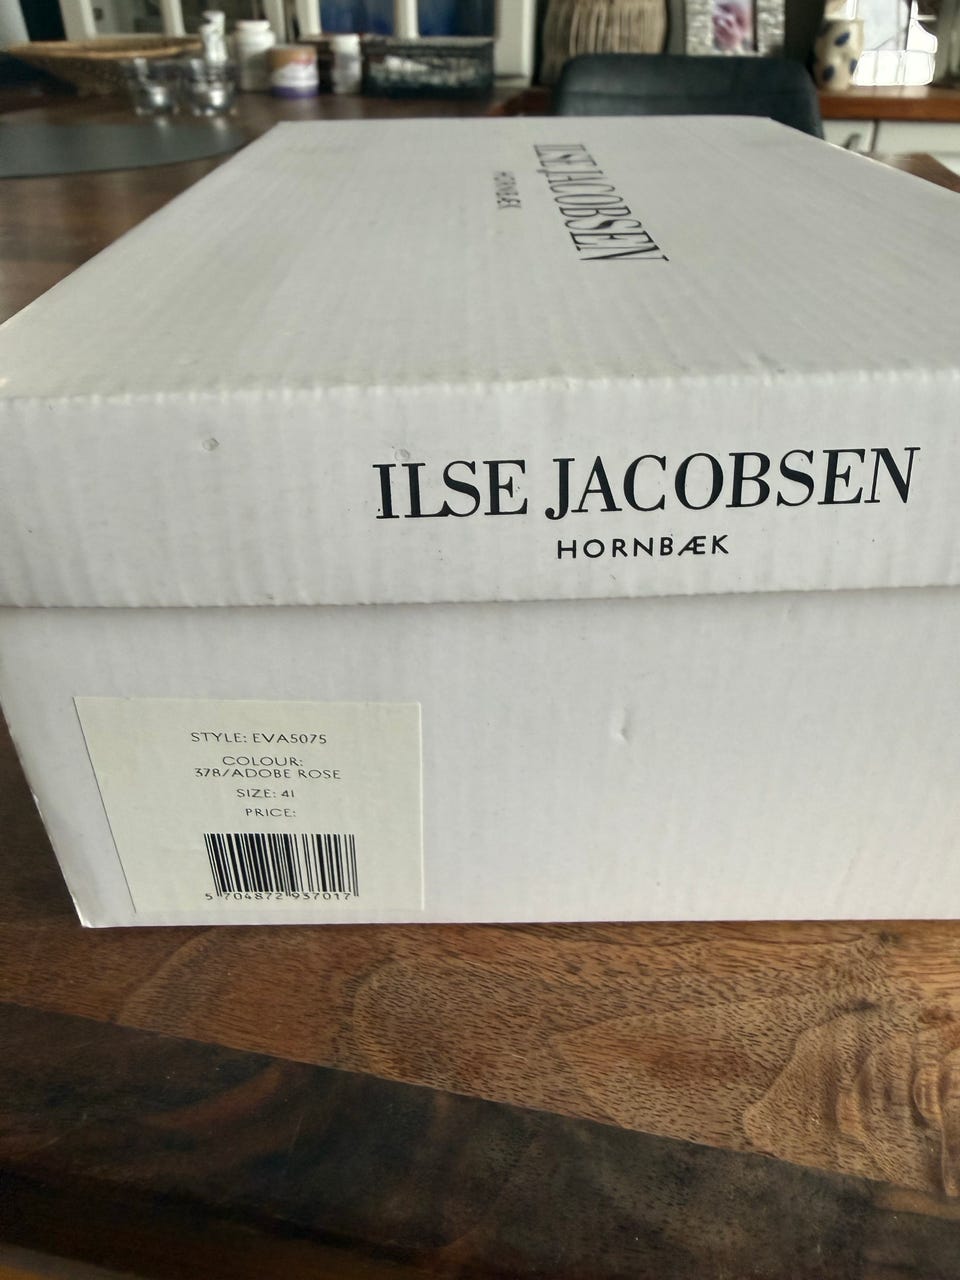 ILSE JACOBSEN
HORNBÆK
ILSE JACOBSEN
HORNBÆK
STYLE: EVA5075
COLOUR:
378/ADOBE ROSE
SIZE: 41
PRICE:
5 704872 937017